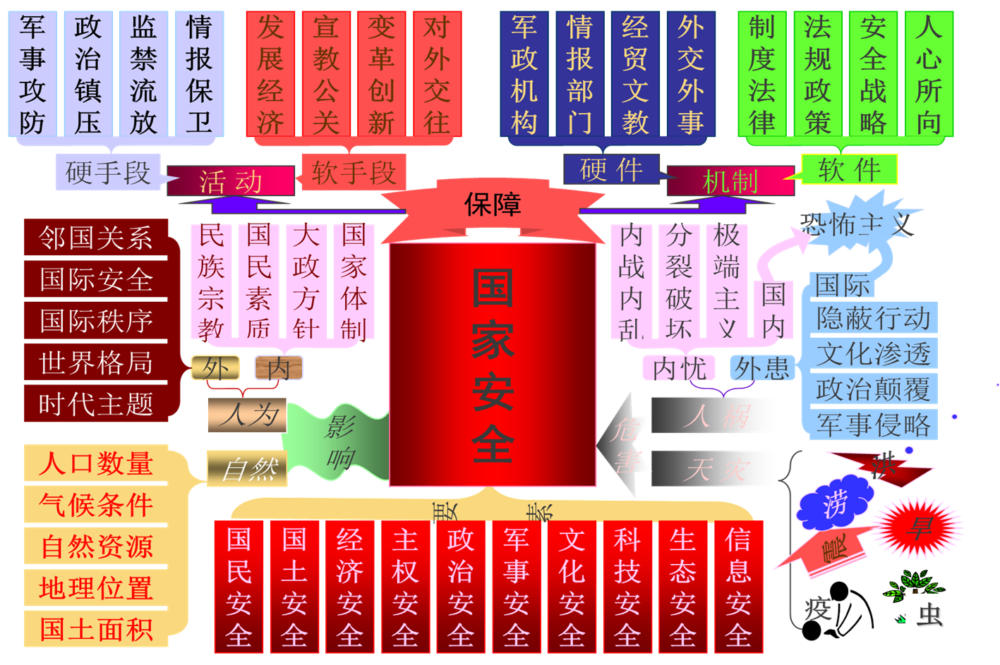 军事攻防
政治镇压
监禁流放
情报保卫
发展经济
宣教公关
变革创新
对外交往
军政机构
情报部门
经贸文教
外交外事
制度法律
法规政策
安全战略
人心所向
硬手段
活动
软手段
硬件
机制
软件
保障
国家安全
邻国关系
国际安全
国际秩序
世界格局
时代主题
民族宗教
国民素质
大政方针
国家体制
外
内
人为
自然
影响
人口数量
气候条件
自然资源
地理位置
国土面积
内战内乱
分裂破坏
极端主义
国内
恐怖主义
国际
隐蔽行动
文化渗透
政治颠覆
军事侵略
内忧
外患
人祸
天灾
危害
洪
涝
旱
震
疫
虫
要素
国民安全
国土安全
经济安全
主权安全
政治安全
军事安全
文化安全
科技安全
生态安全
信息安全